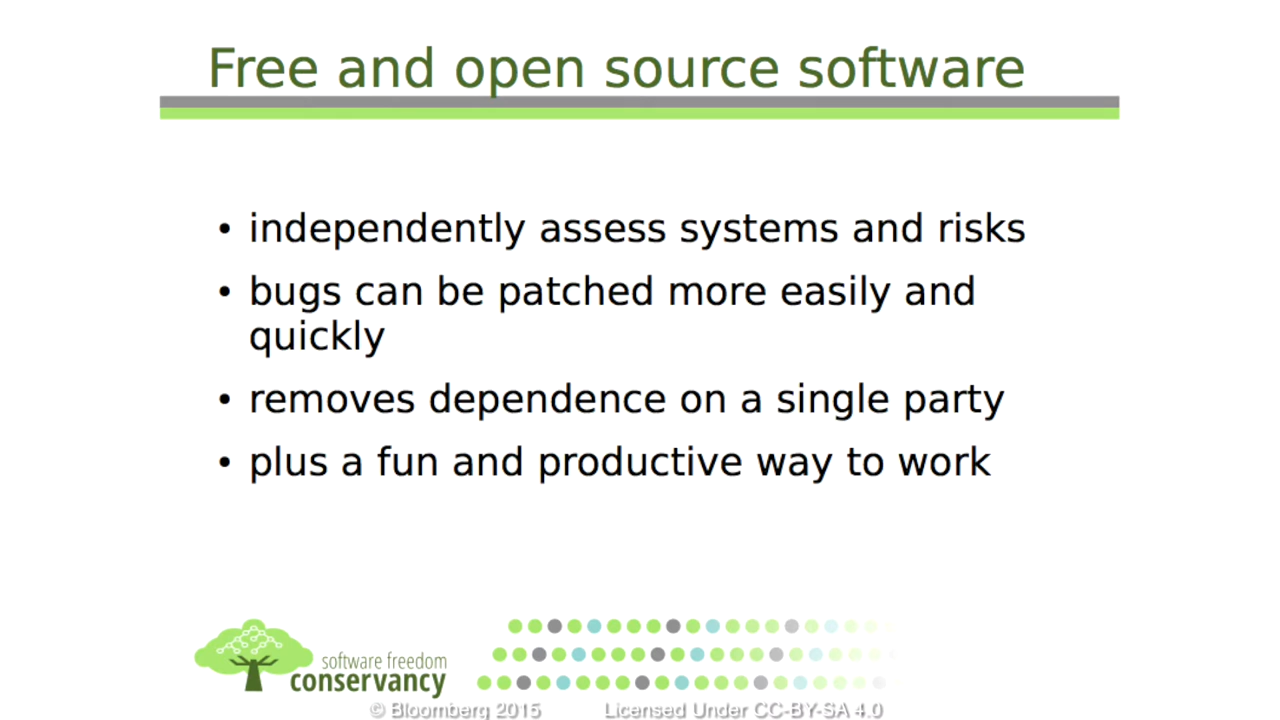 Free and open source software
• independently assess systems and risks
• bugs can be patched more easily and
quickly
• removes dependence on a single party
• plus a fun and productive way to work
software freedom
conservancy
© Bloomberg 2015 Licensed Under CC-BY-SA 4.0